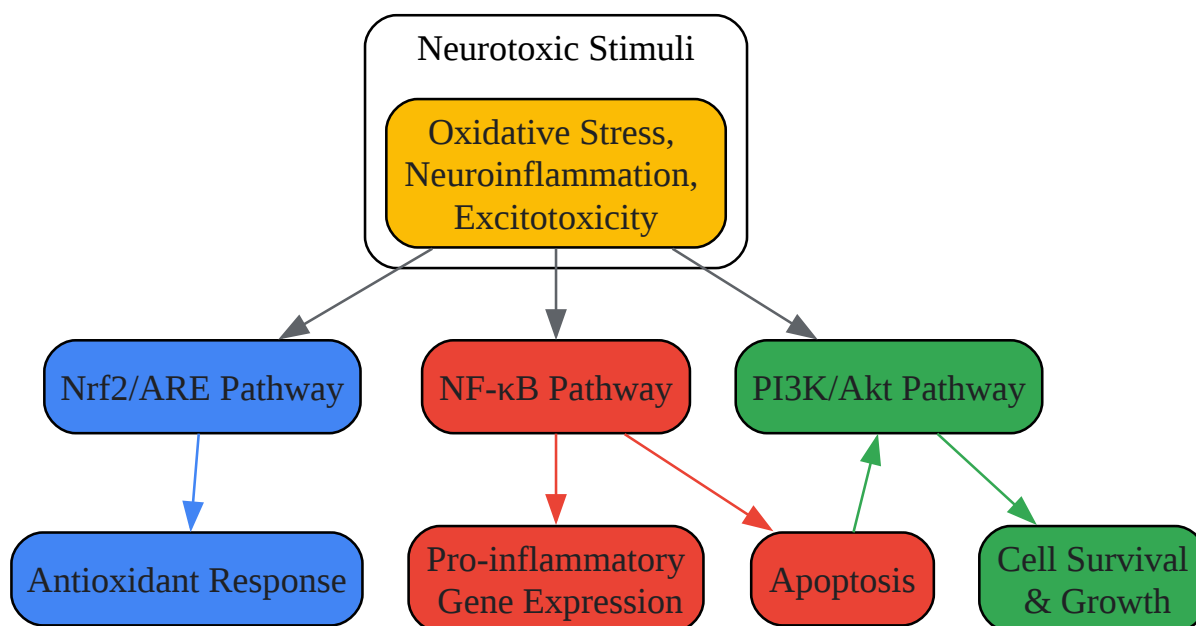 Neurotoxic Stimuli
Oxidative Stress,
Neuroinflammation,
Excitotoxicity
Nrf2/ARE Pathway
NF-κB Pathway
PI3K/Akt Pathway
Antioxidant Response
Pro-inflammatory
Gene Expression
Apoptosis
Cell Survival
& Growth